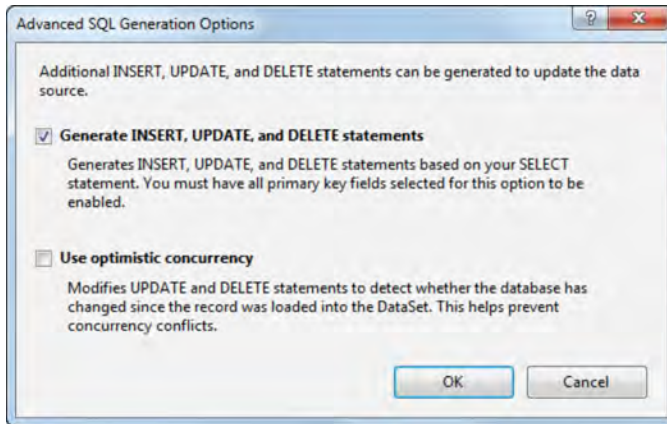 Advanced SQL Generation Options
?
Additional INSERT, UPDATE, and DELETE statements can be generated to update the data
source.
Generate INSERT, UPDATE, and DELETE statements
Generates INSERT, UPDATE, and DELETE statements based on your SELECT
statement. You must have all primary key fields selected for this option to be
enabled.
Use optimistic concurrency
Modifies UPDATE and DELETE statements to detect whether the database has
changed since the record was loaded into the DataSet. This helps prevent
concurrency conflicts.
OK Cancel